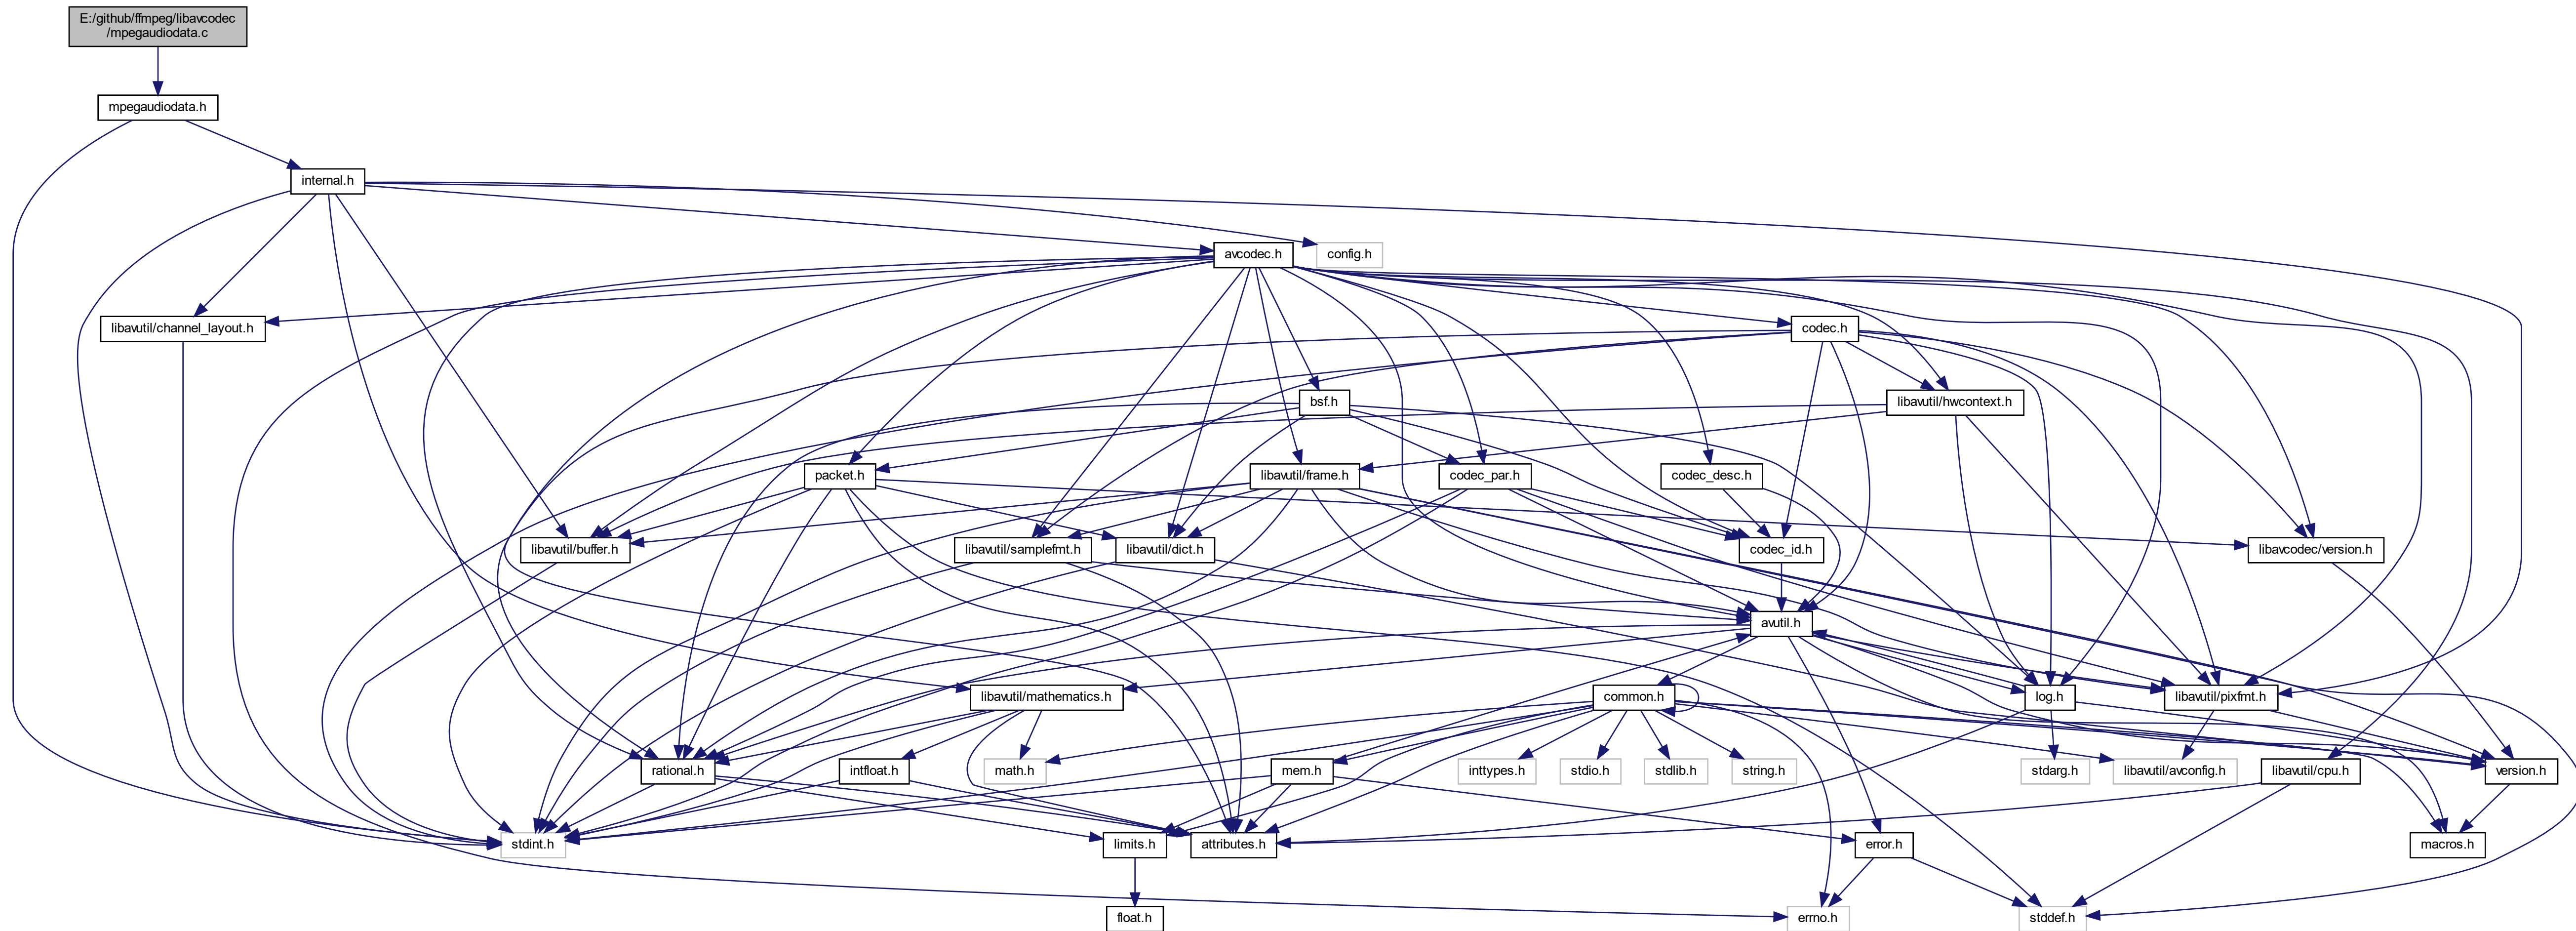 E:/github/ffmpeg/libavcodec
/mpegaudiodata.c
mpegaudiodata.h
internal.h
avcodec.h
config.h
libavutil/channel_layout.h
codec.h
bsf.h
libavutil/hwcontext.h
packet.h
libavutil/frame.h
codec_par.h
codec_desc.h
libavutil/buffer.h
libavutil/samplefmt.h
libavutil/dict.h
codec_id.h
libavcodec/version.h
avutil.h
libavutil/mathematics.h
common.h
log.h
libavutil/pixfmt.h
rational.h
intfloat.h
math.h
mem.h
inttypes.h
stdio.h
stdlib.h
string.h
stdarg.h
libavutil/avconfig.h
libavutil/cpu.h
version.h
stdint.h
limits.h
attributes.h
error.h
macros.h
float.h
errno.h
stddef.h